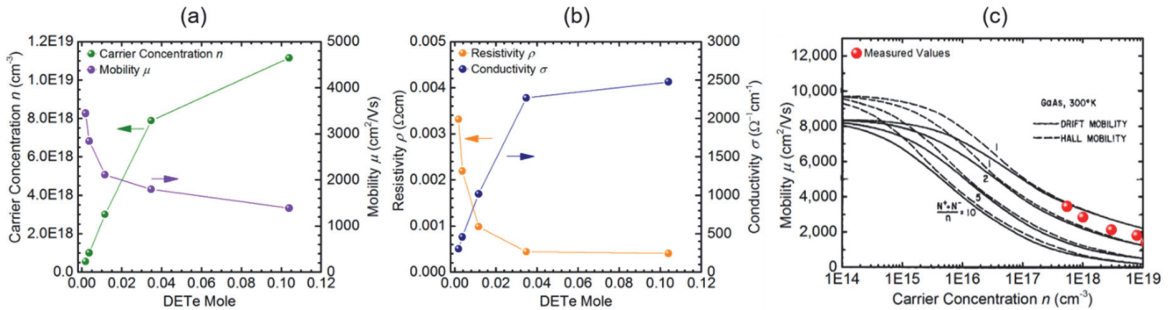 (a)
1.2E19
1.0E19
8.0E18
6.0E18
4.0E18
2.0E18
0.0
Carrier Concentration n (cm⁻³)
Carrier Concentration n
Mobility μ
5000
4000
3000
2000
1000
0
Mobility μ (cm²/Vs)
0.00 0.02 0.04 0.06 0.08 0.10 0.12
DETe Mole
(b)
0.005
0.004
0.003
0.002
0.001
0.000
Resistivity ρ (Ωcm)
Resistivity ρ
Conductivity σ
3000
2500
2000
1500
1000
500
0
Conductivity σ (Ω⁻¹cm⁻¹)
0.00 0.02 0.04 0.06 0.08 0.10 0.12
DETe Mole
(c)
12,000
10,000
8,000
6,000
4,000
2,000
0
Mobility μ (cm²/Vs)
Measured Values
GaAs, 300°K
DRIFT MOBILITY
HALL MOBILITY
1
1
2
5
N⁺+N⁻
n
=10
1E14 1E15 1E16 1E17 1E18 1E19
Carrier Concentration n (cm⁻³)